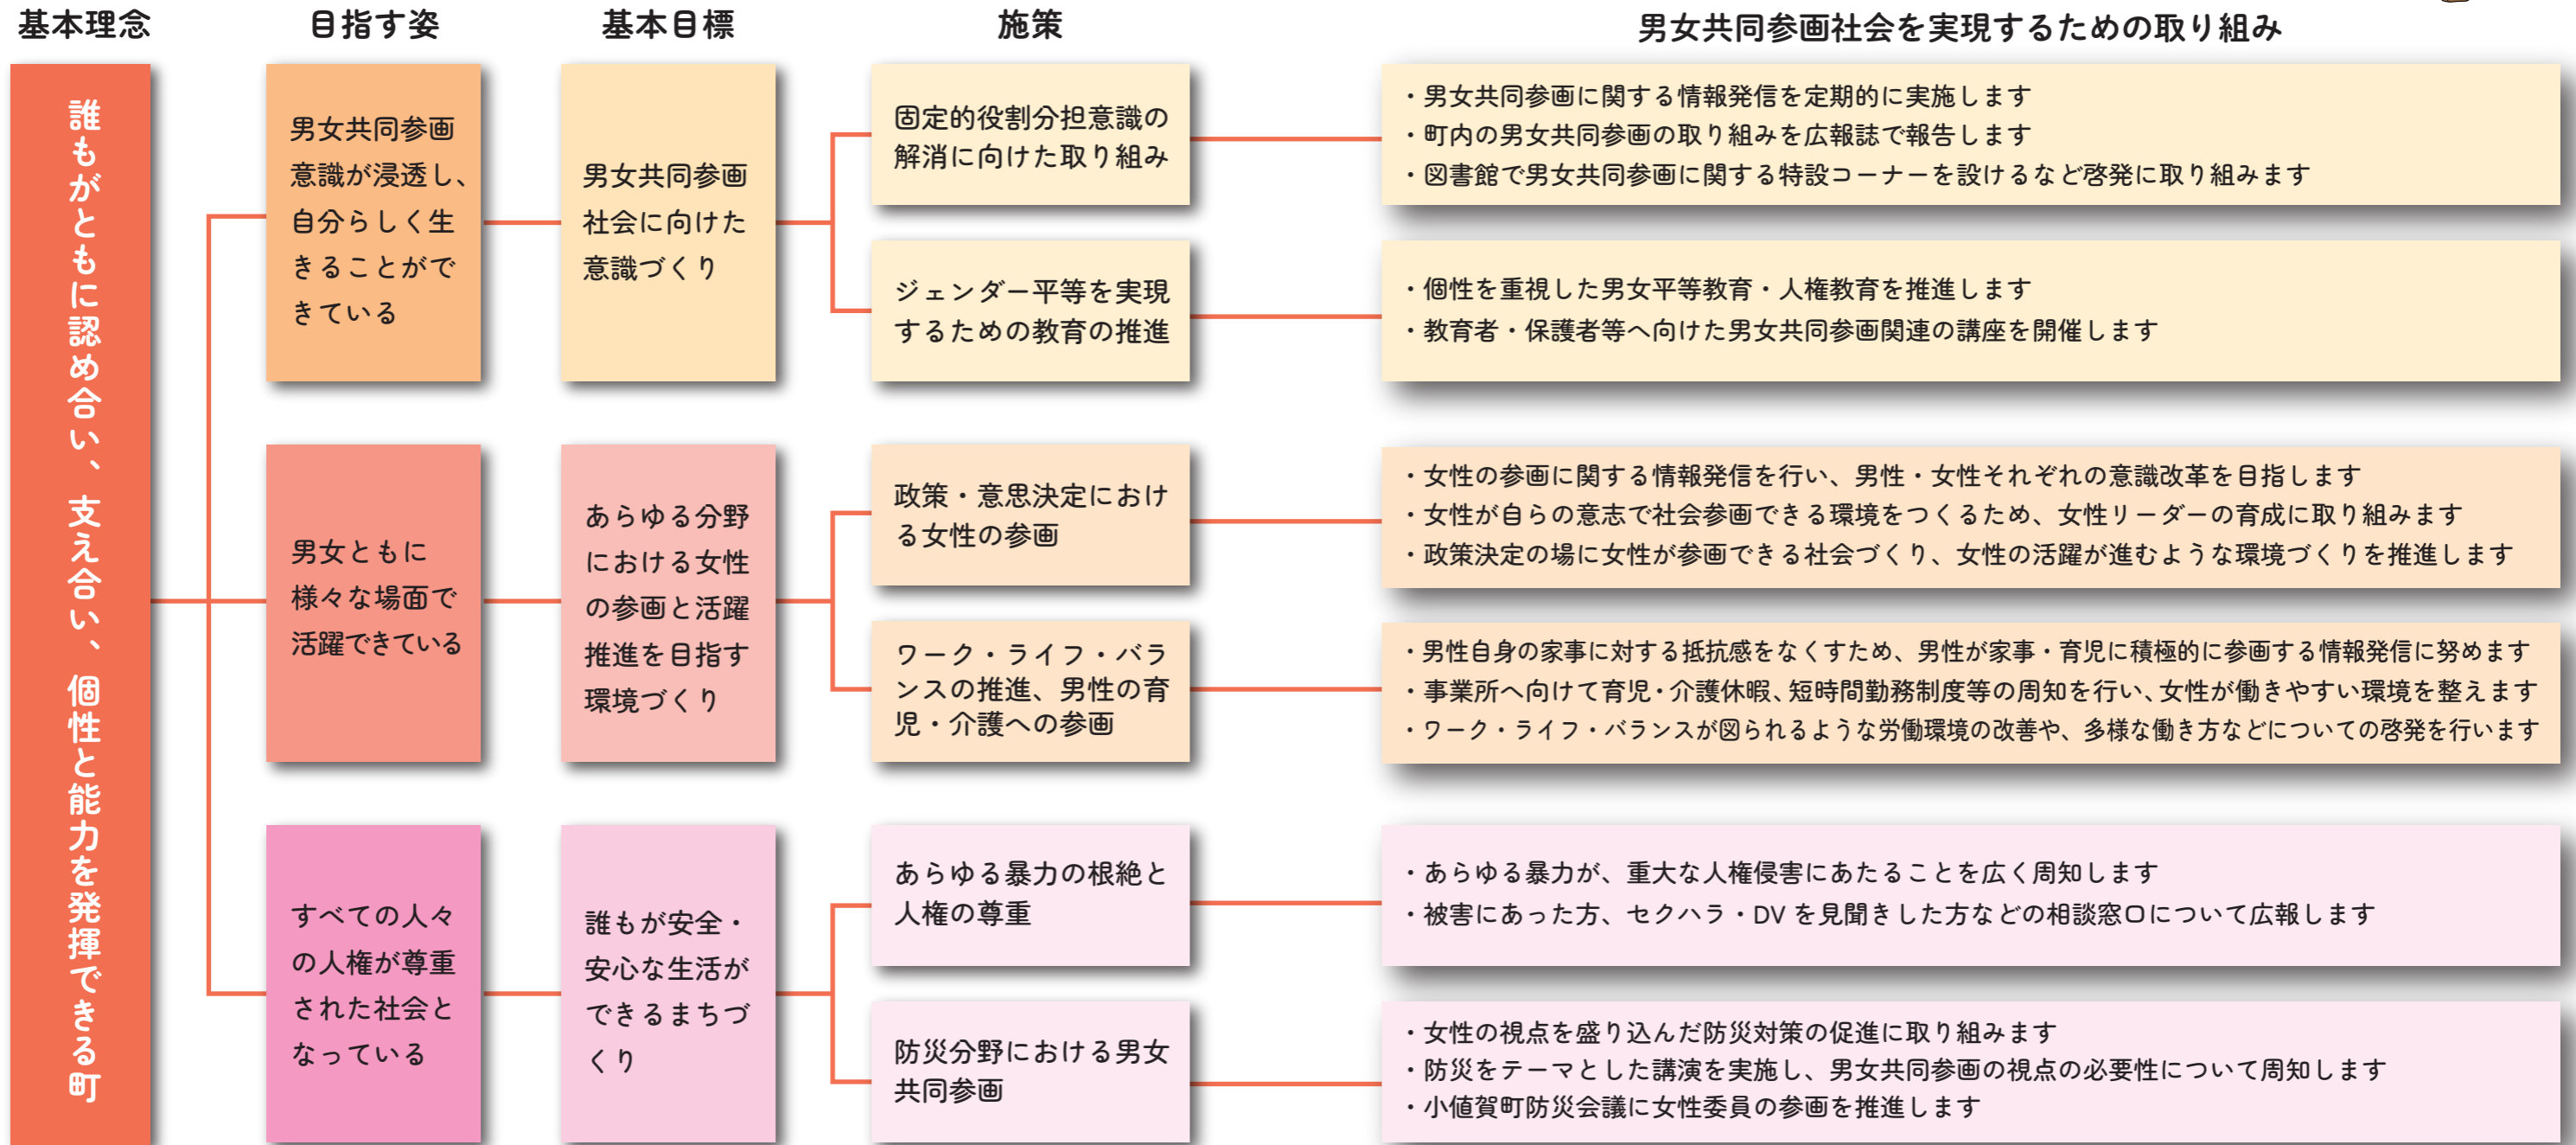 基本理念
目指す姿
基本目標
施策
男女共同参画社会を実現するための取り組み
誰もがともに認め合い、支え合い、個性と能力を発揮できる町
男女共同参画
意識が浸透し、
自分らしく生
きることがで
きている
男女共同参画
社会に向けた
意識づくり
固定的役割分担意識の
解消に向けた取り組み
・男女共同参画に関する情報発信を定期的に実施します
・町内の男女共同参画の取り組みを広報誌で報告します
・図書館で男女共同参画に関する特設コーナーを設けるなど啓発に取り組みます
ジェンダー平等を実現
するための教育の推進
・個性を重視した男女平等教育・人権教育を推進します
・教育者・保護者等へ向けた男女共同参画関連の講座を開催します
男女ともに
様々な場面で
活躍できている
あらゆる分野
における女性
の参画と活躍
推進を目指す
環境づくり
政策・意思決定におけ
る女性の参画
・女性の参画に関する情報発信を行い、男性・女性それぞれの意識改革を目指します
・女性が自らの意志で社会参画できる環境をつくるため、女性リーダーの育成に取り組みます
・政策決定の場に女性が参画できる社会づくり、女性の活躍が進むような環境づくりを推進します
ワーク・ライフ・バラ
ンスの推進、男性の育
児・介護への参画
・男性自身の家事に対する抵抗感をなくすため、男性が家事・育児に積極的に参画する情報発信に努めます
・事業所へ向けて育児・介護休暇、短時間勤務制度等の周知を行い、女性が働きやすい環境を整えます
・ワーク・ライフ・バランスが図られるような労働環境の改善や、多様な働き方などについての啓発を行います
すべての人々
の人権が尊重
された社会と
なっている
誰もが安全・
安心な生活が
できるまちづ
くり
あらゆる暴力の根絶と
人権の尊重
・あらゆる暴力が、重大な人権侵害にあたることを広く周知します
・被害にあった方、セクハラ・DVを見聞きした方などの相談窓口について広報します
防災分野における男女
共同参画
・女性の視点を盛り込んだ防災対策の促進に取り組みます
・防災をテーマとした講演を実施し、男女共同参画の視点の必要性について周知します
・小値賀町防災会議に女性委員の参画を推進します